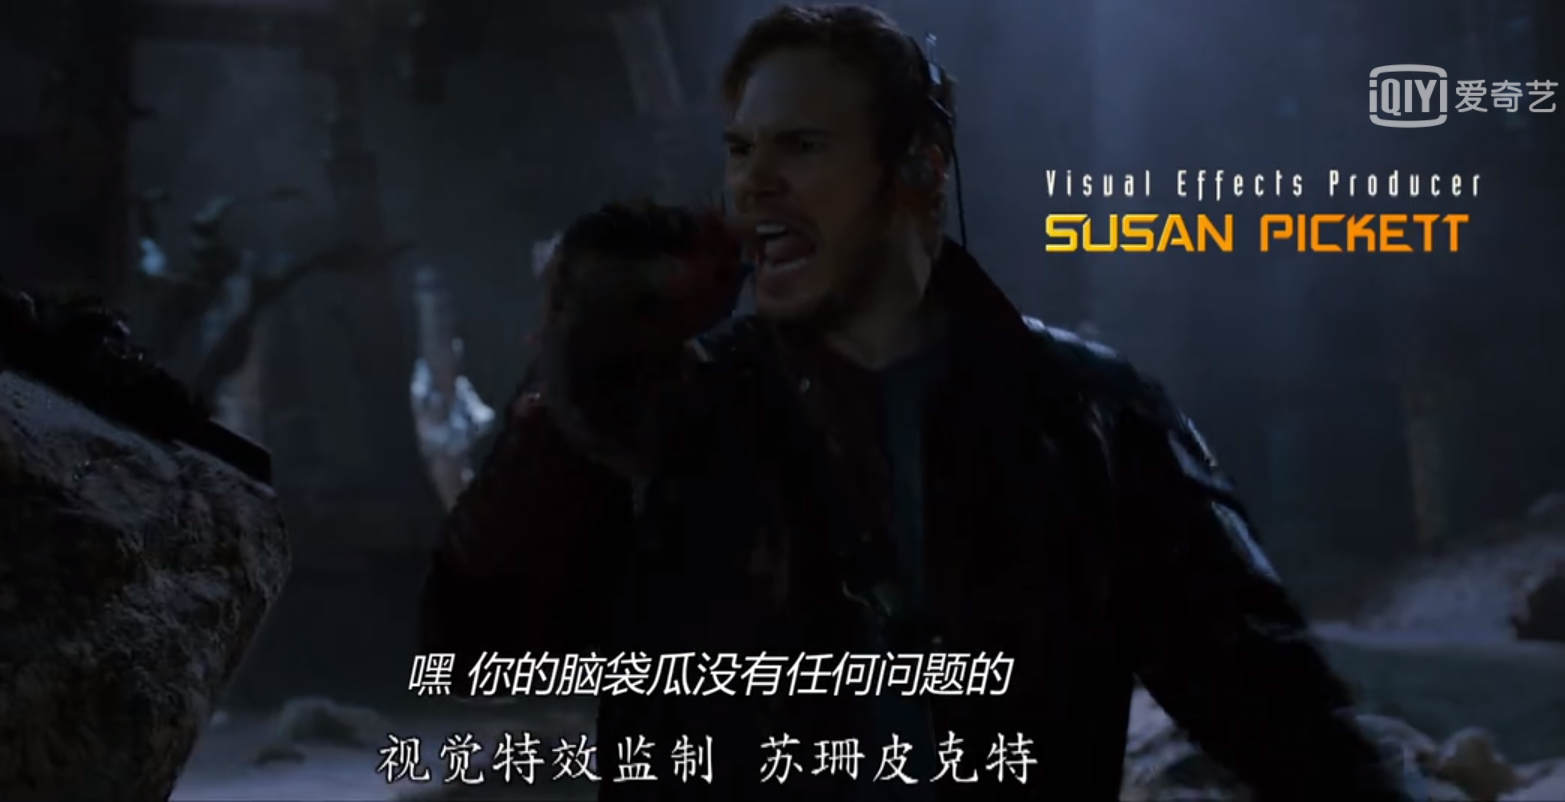 iQIYI 爱奇艺
Visual Effects Producer
SUSAN PICKETT
嘿 你的脑袋瓜没有任何问题的
视觉特效监制 苏珊皮克特